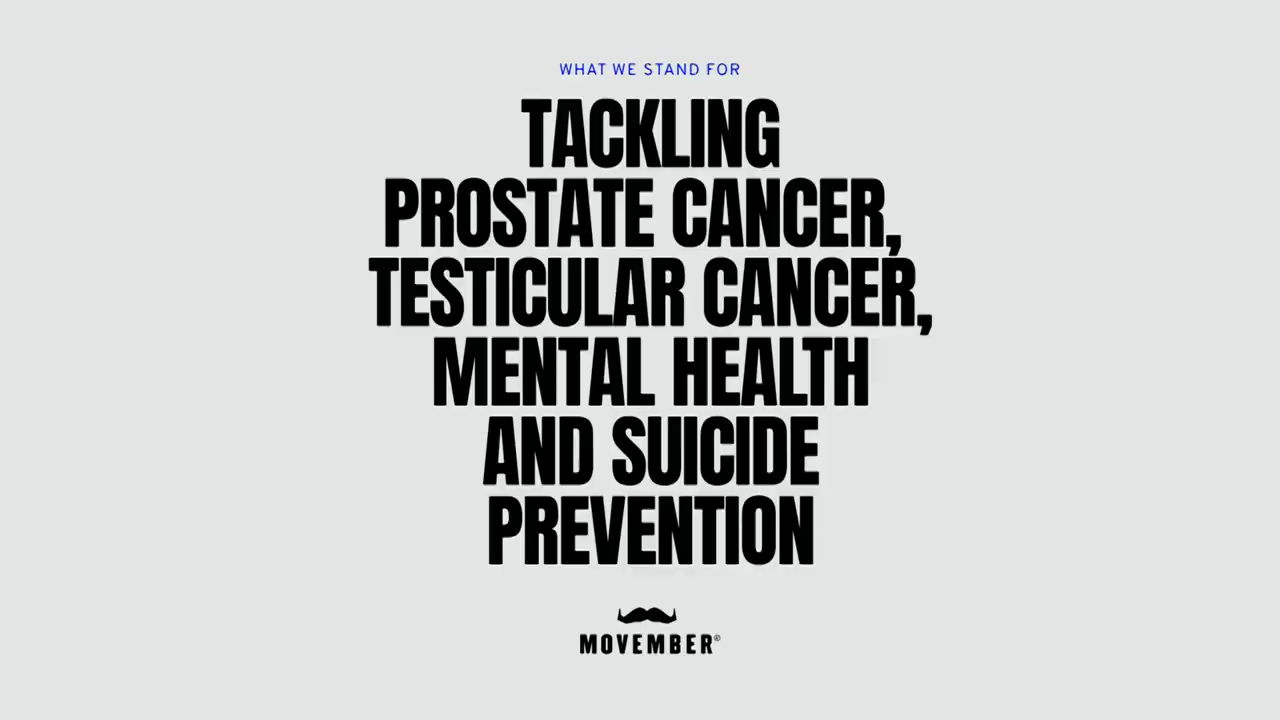 WHAT WE STAND FOR
TACKLING
PROSTATE CANCER,
TESTICULAR CANCER,
MENTAL HEALTH
AND SUICIDE
PREVENTION
MOVEMBER®